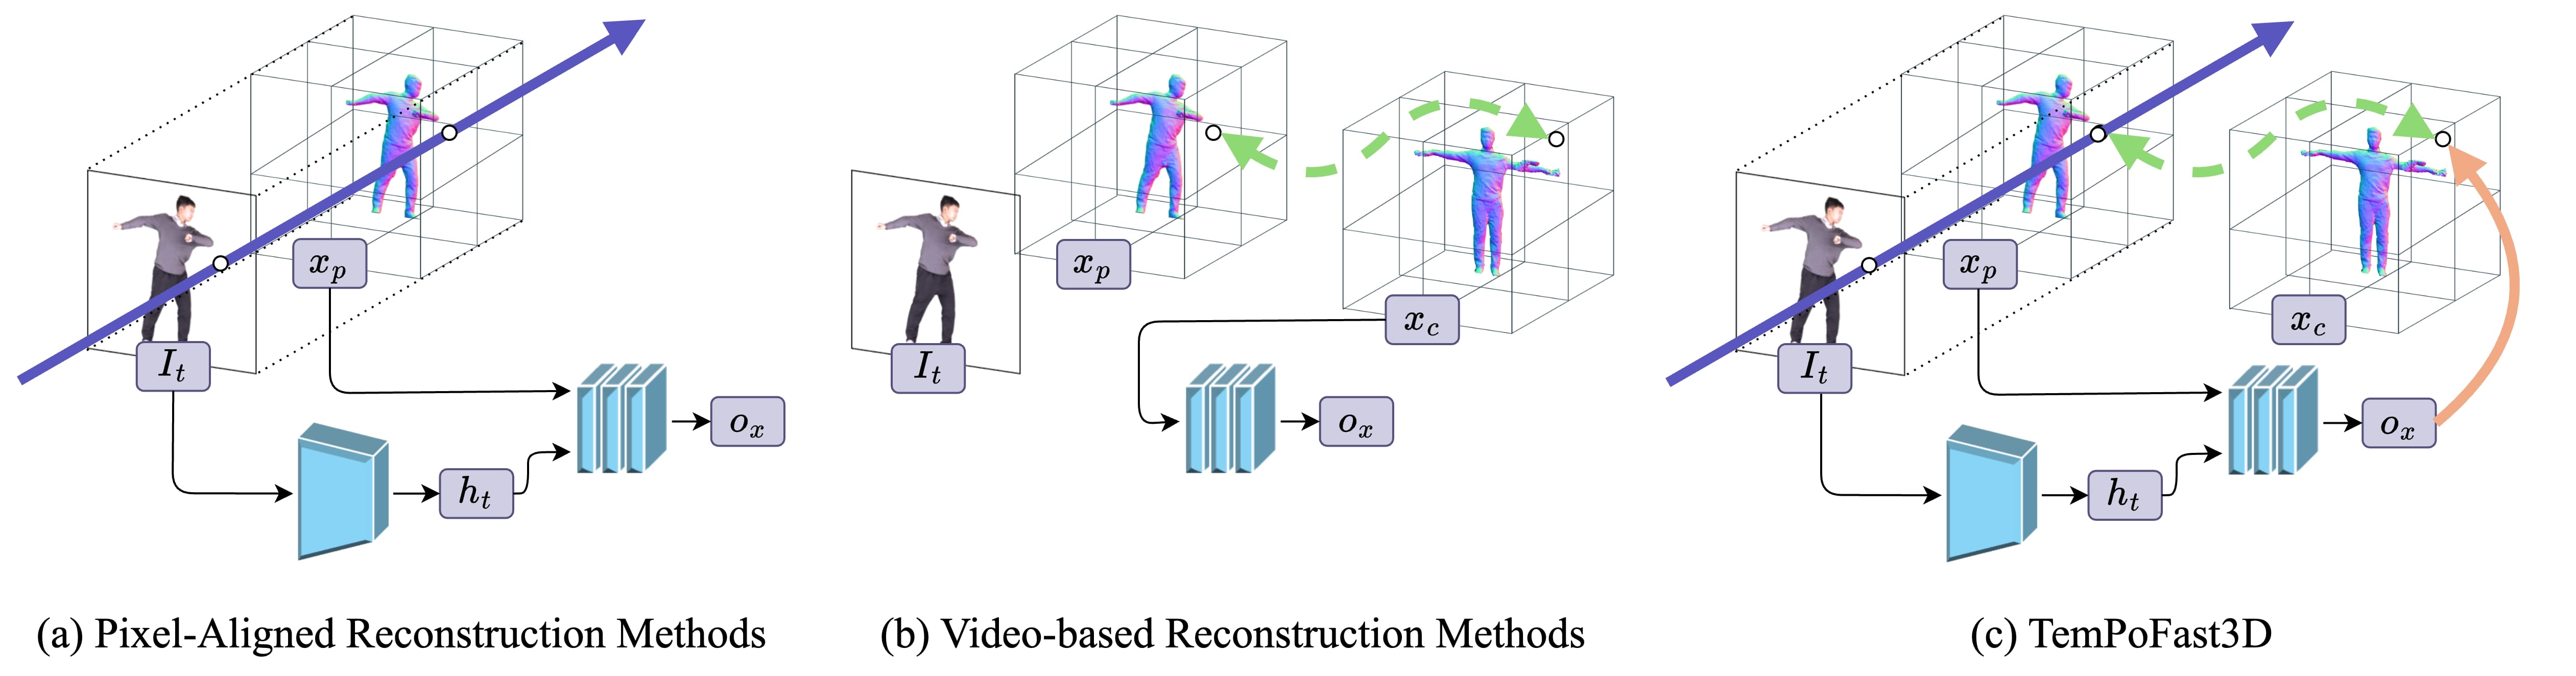 x_p
I_t
h_t
o_x
(a) Pixel-Aligned Reconstruction Methods
x_p
x_c
I_t
o_x
(b) Video-based Reconstruction Methods
x_p
x_c
I_t
h_t
o_x
(c) TemPoFast3D